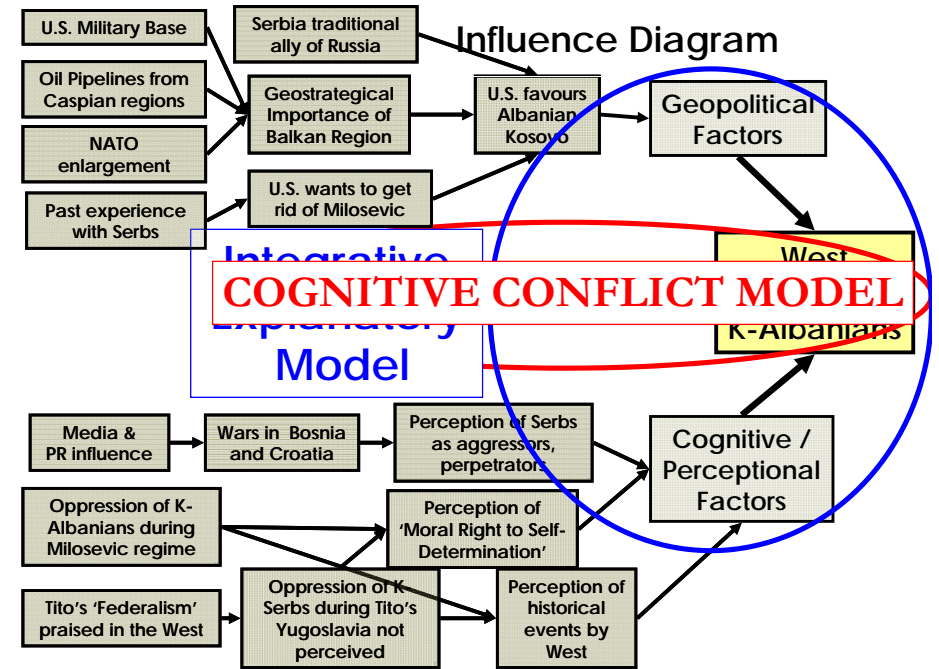 Influence Diagram
U.S. Military Base
Serbia traditional
ally of Russia
Oil Pipelines from
Caspian regions
Geostrategical
Importance of
Balkan Region
U.S. favours
Albanian
Kosovo
Geopolitical
Factors
NATO
enlargement
U.S. wants to get
rid of Milosevic
Past experience
with Serbs
West
Integrative
COGNITIVE CONFLICT MODEL
Explanatory
K-Albanians
Model
Media &
PR influence
Wars in Bosnia
and Croatia
Perception of Serbs
as aggressors,
perpetrators
Cognitive /
Perceptional
Factors
Oppression of K-
Albanians during
Milosevic regime
Perception of
'Moral Right to Self-
Determination'
Tito's 'Federalism'
praised in the West
Oppression of K-
Serbs during Tito's
Yugoslavia not
perceived
Perception of
historical
events by
West